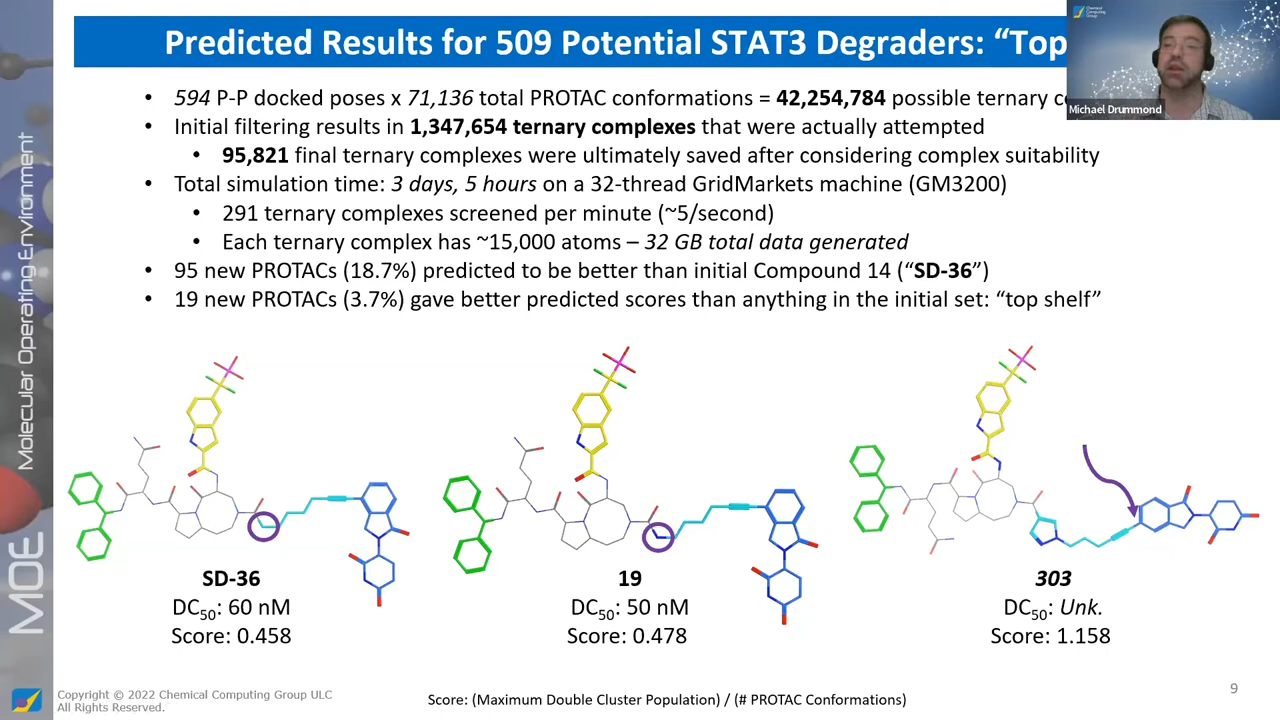 Predicted Results for 509 Potential STAT3 Degraders: “Top
Chemical Computing Group
Michael Drummond
• 594 P-P docked poses x 71,136 total PROTAC conformations = 42,254,784 possible ternary
• Initial filtering results in 1,347,654 ternary complexes that were actually attempted
• 95,821 final ternary complexes were ultimately saved after considering complex suitability
• Total simulation time: 3 days, 5 hours on a 32-thread GridMarkets machine (GM3200)
• 291 ternary complexes screened per minute (~5/second)
• Each ternary complex has ~15,000 atoms – 32 GB total data generated
• 95 new PROTACs (18.7%) predicted to be better than initial Compound 14 (“SD-36”)
• 19 new PROTACs (3.7%) gave better predicted scores than anything in the initial set: “top shelf”
SD-36
DC50: 60 nM
Score: 0.458
19
DC50: 50 nM
Score: 0.478
303
DC50: Unk.
Score: 1.158
Score: (Maximum Double Cluster Population) / (# PROTAC Conformations)
9
Copyright © 2022 Chemical Computing Group ULC
All Rights Reserved.
MOE Molecular Operating Environment